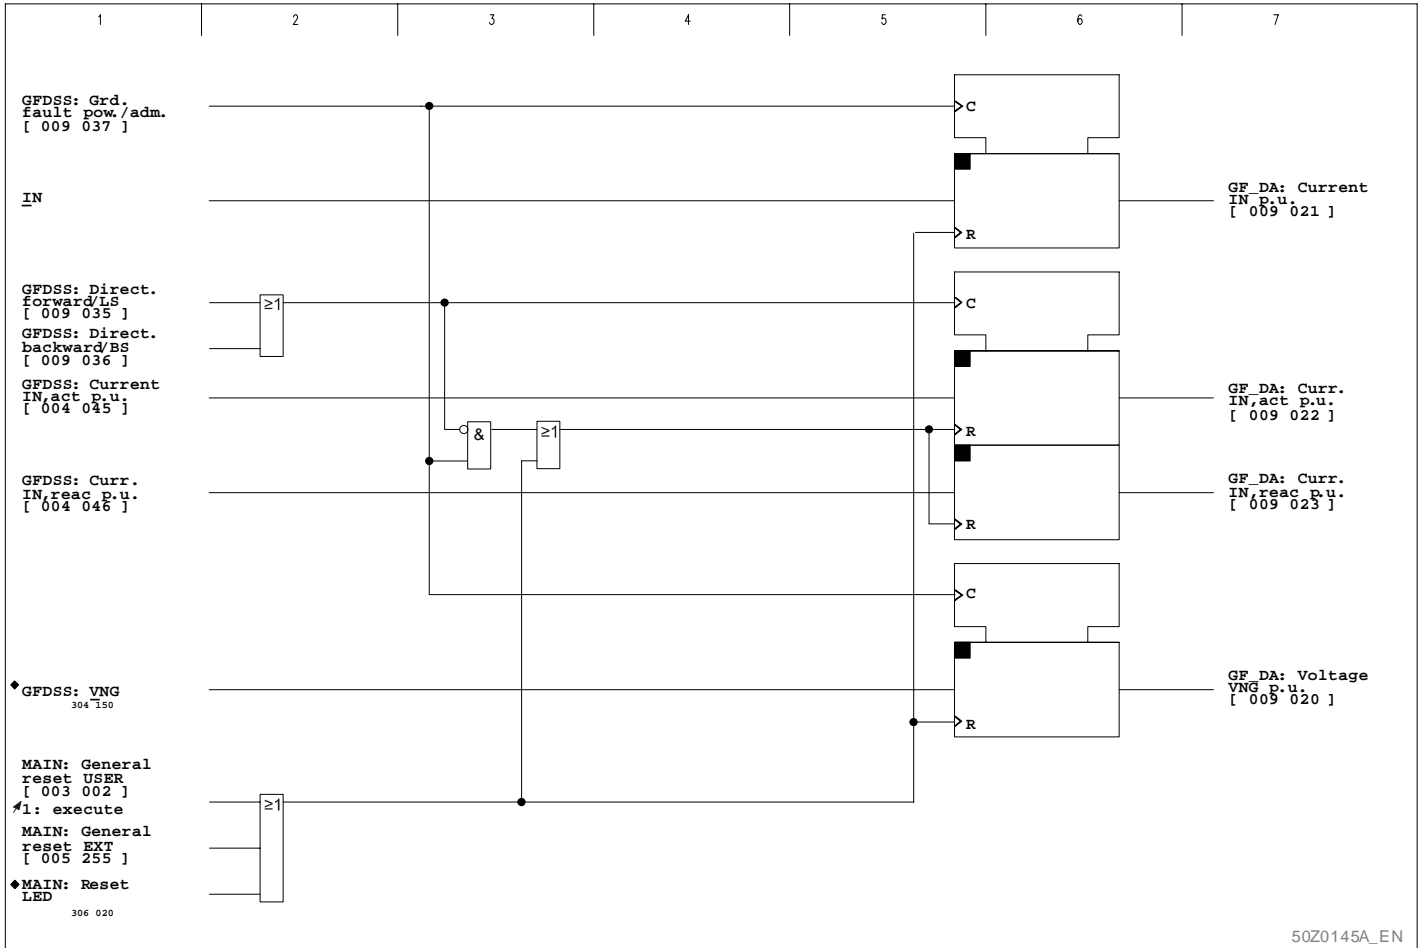 1 2 3 4 5 6 7
GFDSS: Grd.
fault pow./adm.
[ 009 037 ]
C
IN
R
GF_DA: Current
IN p.u.
[ 009 021 ]
GFDSS: Direct.
forward/LS
[ 009 035 ]
≥1
C
GFDSS: Direct.
backward/BS
[ 009 036 ]
GFDSS: Current
IN,act p.u.
[ 004 045 ]
GF_DA: Curr.
IN,act p.u.
[ 009 022 ]
&
≥1
R
GFDSS: Curr.
IN,reac p.u.
[ 004 046 ]
GF_DA: Curr.
IN,reac p.u.
[ 009 023 ]
R
C
GFDSS: VNG
304 150
GF_DA: Voltage
VNG p.u.
[ 009 020 ]
R
MAIN: General
reset USER
[ 003 002 ]
1: execute
≥1
MAIN: General
reset EXT
[ 005 255 ]
MAIN: Reset
LED
306 020
50Z0145A_EN